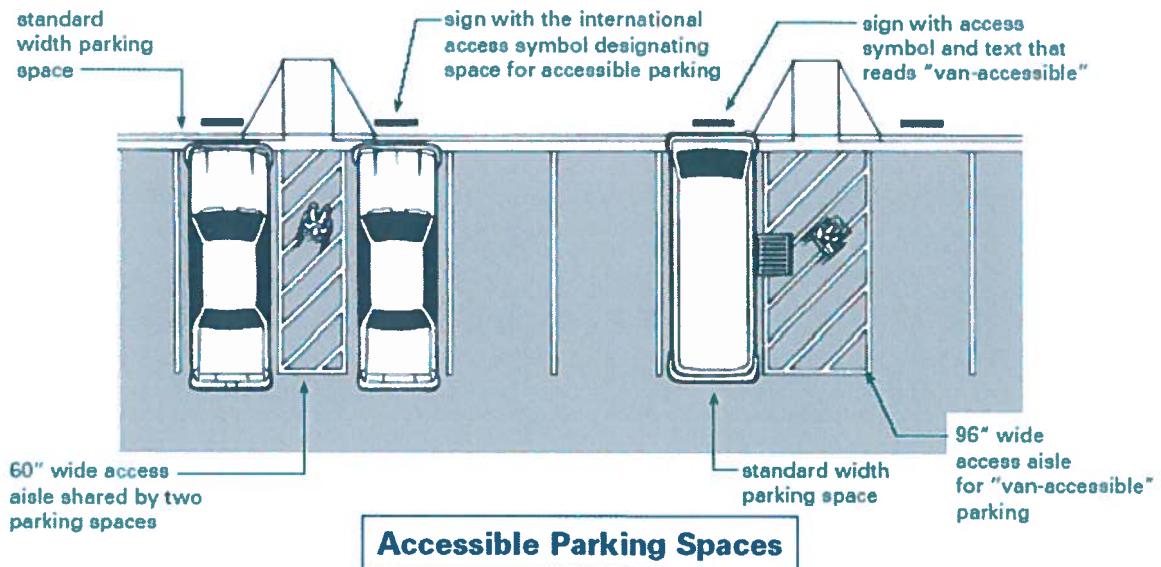 standard
width parking
space
sign with the international
access symbol designating
space for accessible parking
sign with access
symbol and text that
reads "van-accessible"
60" wide access
aisle shared by two
parking spaces
standard width
parking space
96" wide
access aisle
for "van-accessible"
parking
Accessible Parking Spaces